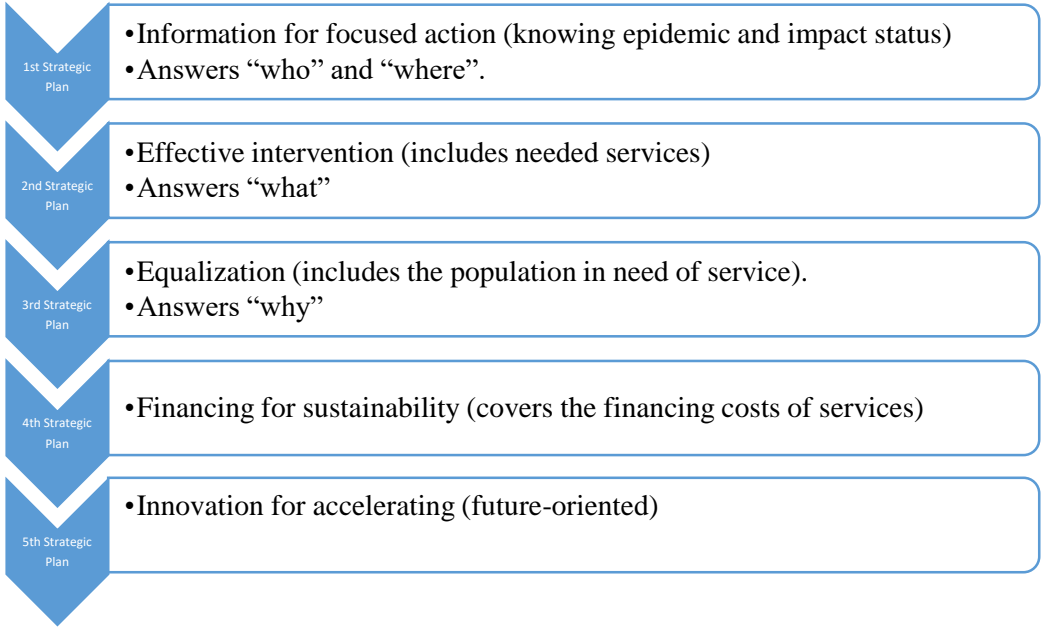 1st Strategic
Plan
•Information for focused action (knowing epidemic and impact status)
•Answers “who” and “where”.
2nd Strategic
Plan
•Effective intervention (includes needed services)
•Answers “what”
3rd Strategic
Plan
•Equalization (includes the population in need of service).
•Answers “why”
4th Strategic
Plan
•Financing for sustainability (covers the financing costs of services)
5th Strategic
Plan
•Innovation for accelerating (future-oriented)